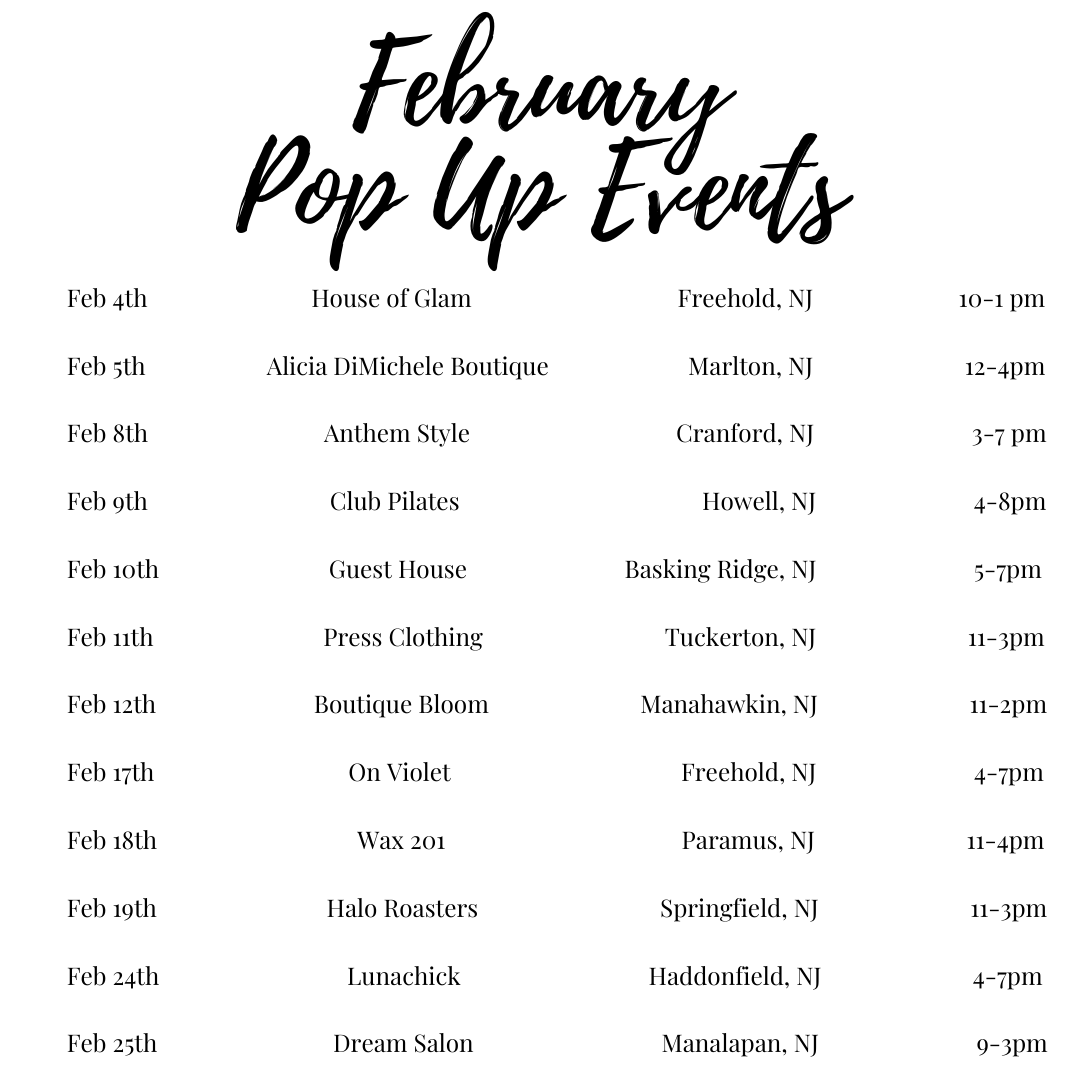 February
Pop Up Events
Feb 4th House of Glam Freehold, NJ 10-1 pm
Feb 5th Alicia DiMichele Boutique Marlton, NJ 12-4pm
Feb 8th Anthem Style Cranford, NJ 3-7 pm
Feb 9th Club Pilates Howell, NJ 4-8pm
Feb 10th Guest House Basking Ridge, NJ 5-7pm
Feb 11th Press Clothing Tuckerton, NJ 11-3pm
Feb 12th Boutique Bloom Manahawkin, NJ 11-2pm
Feb 17th On Violet Freehold, NJ 4-7pm
Feb 18th Wax 201 Paramus, NJ 11-4pm
Feb 19th Halo Roasters Springfield, NJ 11-3pm
Feb 24th Lunachick Haddonfield, NJ 4-7pm
Feb 25th Dream Salon Manalapan, NJ 9-3pm